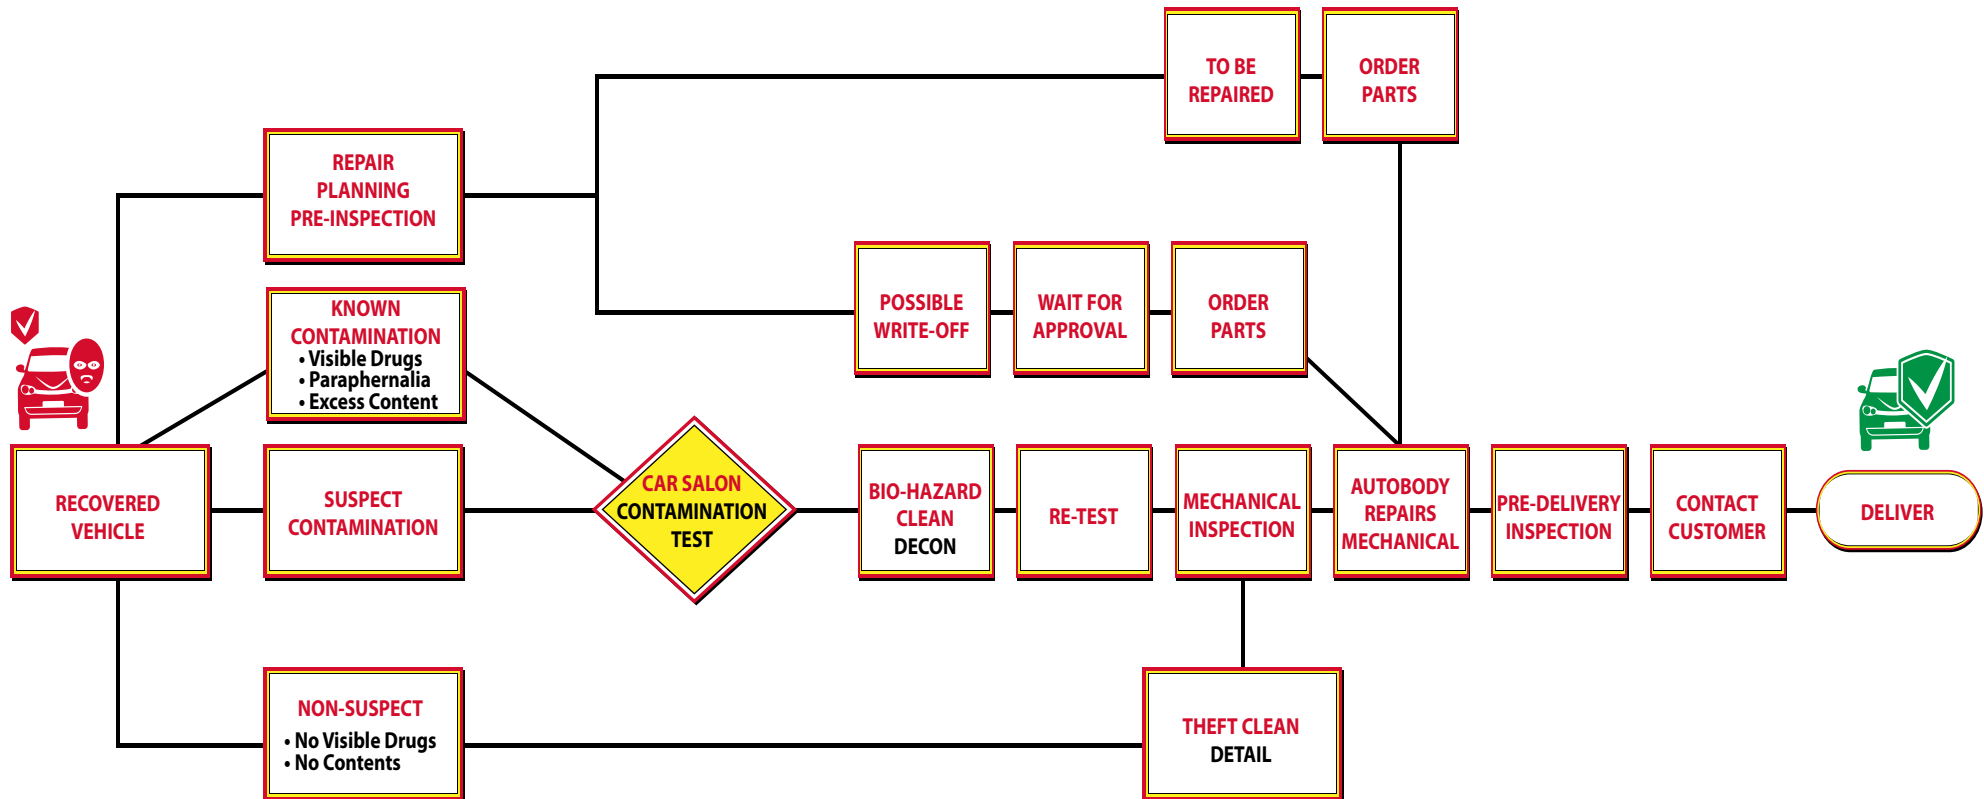 TO BE
REPAIRED
ORDER
PARTS
REPAIR
PLANNING
PRE-INSPECTION
POSSIBLE
WRITE-OFF
WAIT FOR
APPROVAL
ORDER
PARTS
KNOWN
CONTAMINATION
• Visible Drugs
• Paraphernalia
• Excess Content
RECOVERED
VEHICLE
SUSPECT
CONTAMINATION
CAR SALON
CONTAMINATION
TEST
BIO-HAZARD
CLEAN
DECON
RE-TEST
MECHANICAL
INSPECTION
AUTOBODY
REPAIRS
MECHANICAL
PRE-DELIVERY
INSPECTION
CONTACT
CUSTOMER
DELIVER
NON-SUSPECT
• No Visible Drugs
• No Contents
THEFT CLEAN
DETAIL